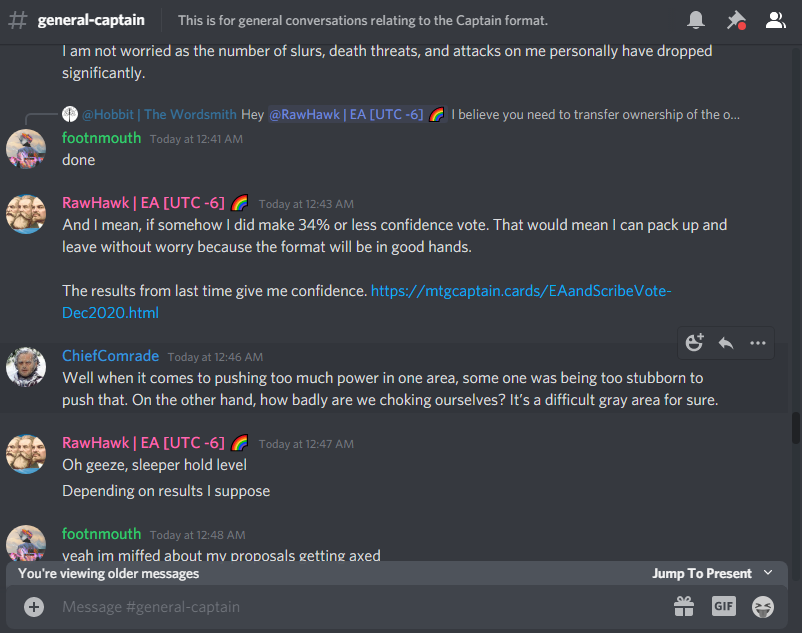 # general-captain This is for general conversations relating to the Captain format.
I am not worried as the number of slurs, death threats, and attacks on me personally have dropped
significantly.
@Hobbit | The Wordsmith Hey @RawHawk | EA [UTC -6] 🌈 I believe you need to transfer ownership of the o...
footnmouth Today at 12:41 AM
done
RawHawk | EA [UTC -6] 🌈 Today at 12:43 AM
And I mean, if somehow I did make 34% or less confidence vote. That would mean I can pack up and
leave without worry because the format will be in good hands.
The results from last time give me confidence. https://mtgcaptain.cards/EAandScribeVote-
Dec2020.html
ChiefComrade Today at 12:46 AM
Well when it comes to pushing too much power in one area, some one was being too stubborn to
push that. On the other hand, how badly are we choking ourselves? It's a difficult gray area for sure.
RawHawk | EA [UTC -6] 🌈 Today at 12:47 AM
Oh geeze, sleeper hold level
Depending on results I suppose
footnmouth Today at 12:48 AM
yeah im miffed about my proposals getting axed
You're viewing older messages Jump To Present
Message #general-captain GIF